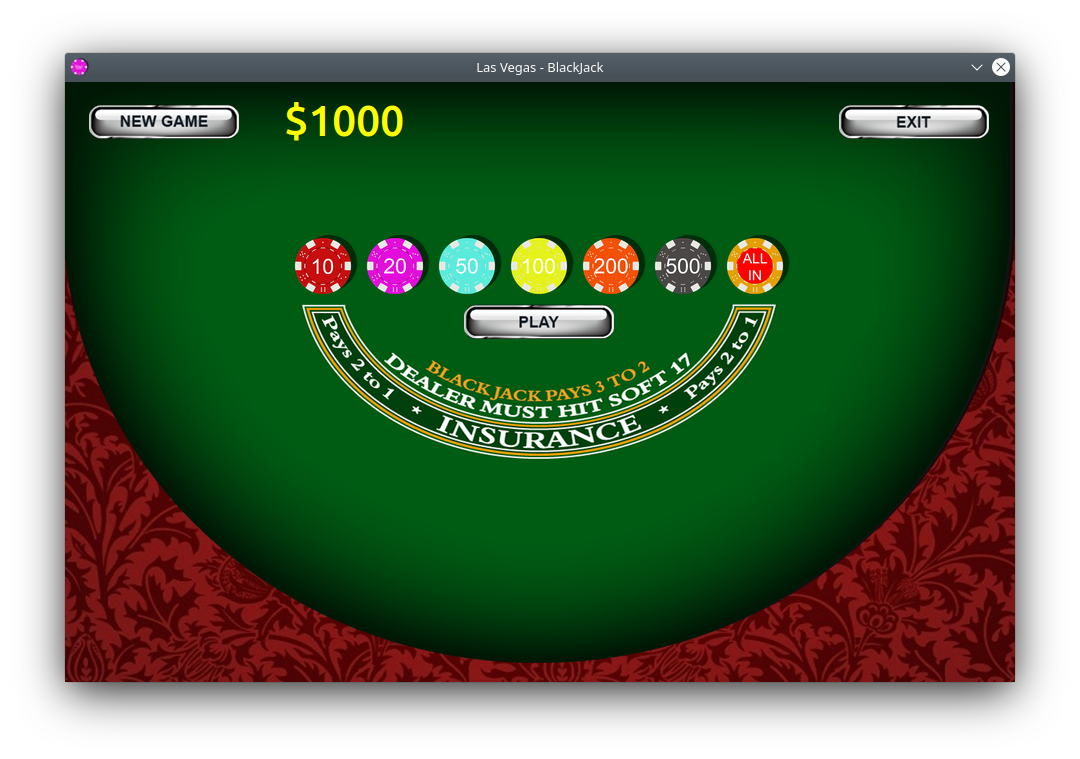 Las Vegas - BlackJack
NEW GAME
$1000
EXIT
10
20
50
100
200
500
ALL
IN
PLAY
BLACKJACK PAYS 3 TO 2
DEALER MUST HIT SOFT 17
Pays 2 to 1 ★ INSURANCE ★ Pays 2 to 1